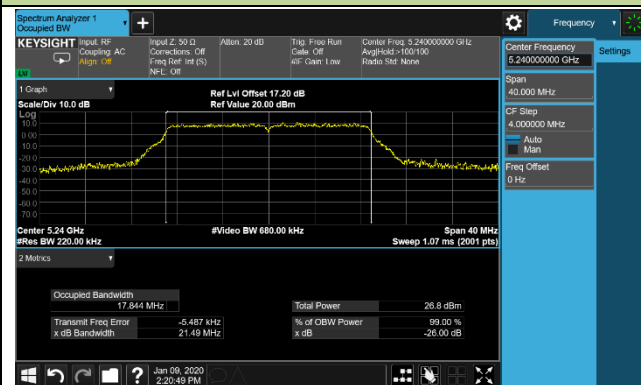 Spectrum Analyzer 1
Occupied BW
+
Frequency
KEYSIGHT
Input: RF
Coupling: AC
Align: Off
Input Z: 50 Ω
Corrections: Off
Freq Ref: Int (S)
NFE: Off
Atten: 20 dB
Trig: Free Run
Gate: Off
#IF Gain: Low
Center Freq: 5.240000000 GHz
Avg|Hold:>100/100
Radio Std: None
LXI
Center Frequency
5.240000000 GHz
Settings
Span
40.000 MHz
CF Step
4.000000 MHz
Auto
Man
Freq Offset
0 Hz
1 Graph
Scale/Div 10.0 dB
Ref Lvl Offset 17.20 dB
Ref Value 20.00 dBm
Log
10.0
0.00
-10.0
-20.0
-30.0
-40.0
-50.0
-60.0
-70.0
Center 5.24 GHz
#Video BW 680.00 kHz
Span 40 MHz
#Res BW 220.00 kHz
Sweep 1.07 ms (2001 pts)
2 Metrics
Occupied Bandwidth
17.844 MHz
Total Power
26.8 dBm
Transmit Freq Error
-5.487 kHz
% of OBW Power
99.00 %
x dB Bandwidth
21.49 MHz
x dB
-26.00 dB
?
Jan 09, 2020
2:20:49 PM